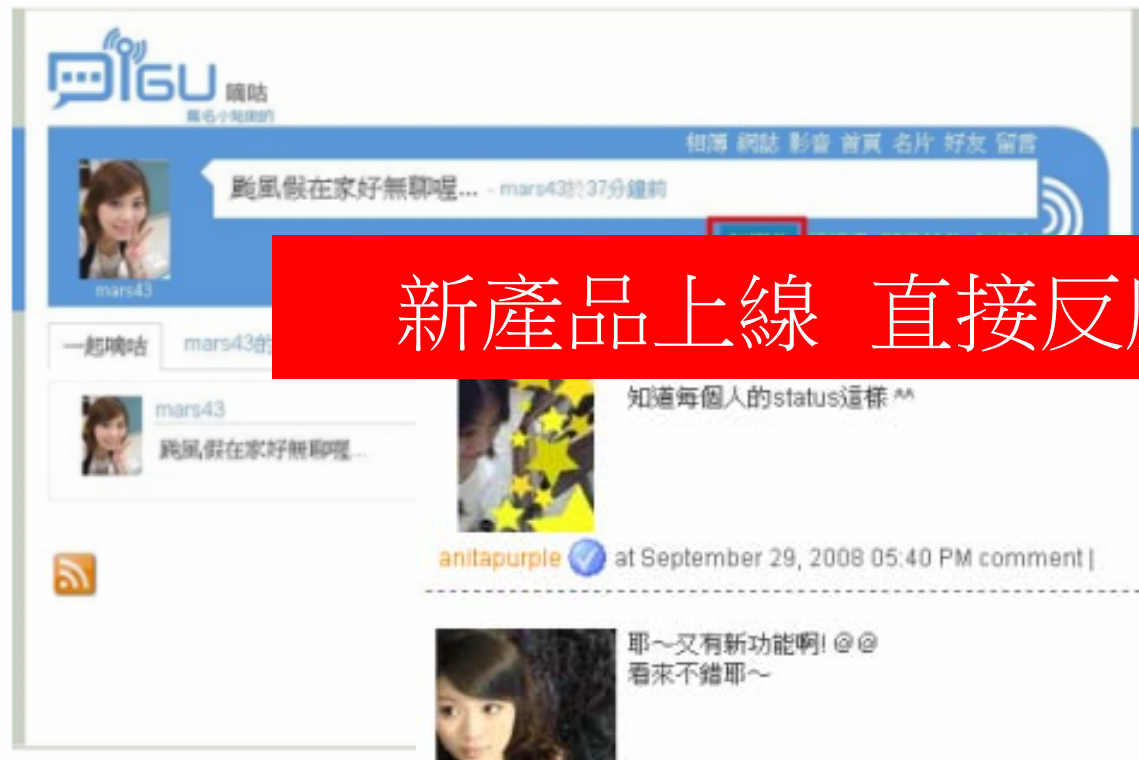 DIGU 嘀咕
相簿 網誌 影音 首頁 名片 好友 留言
颱風假在家好無聊喔... - mars43於37分鐘前
mars43
新產品上線 直接反
一起嘀咕 mars43的
mars43
颱風假在家好無聊喔...
知道每個人的status這樣 ^^
anitapurple at September 29, 2008 05:40 PM comment |
耶~又有新功能啊! @@
看來不錯耶~